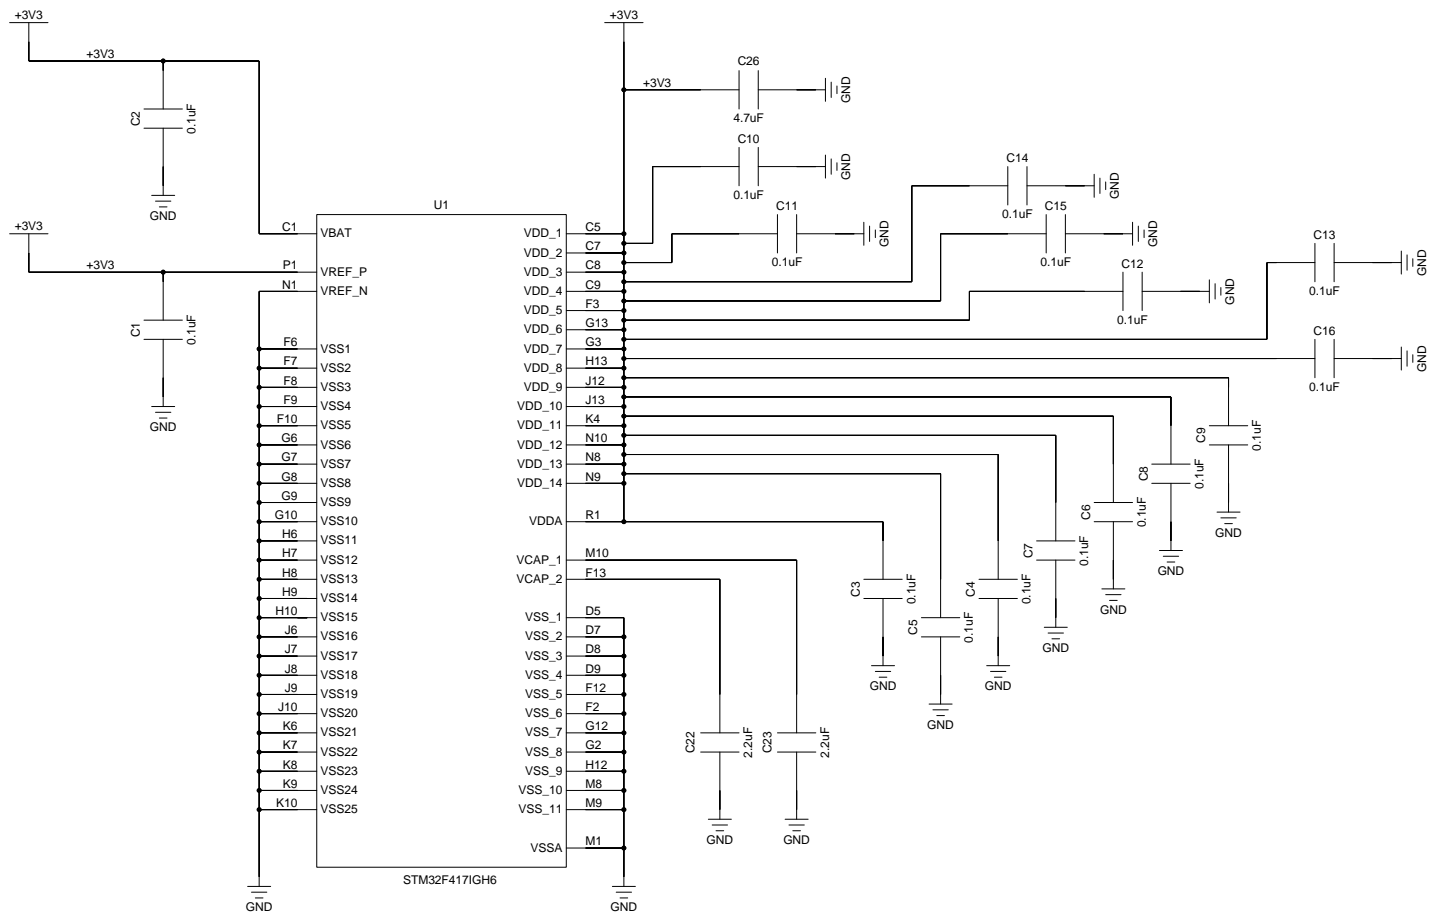 +3V3
+3V3
+3V3
C2
0.1uF
GND
+3V3
+3V3
C1
0.1uF
GND
+3V3
C26
4.7uF
GND
C10
0.1uF
GND
C11
0.1uF
GND
C14
0.1uF
GND
C15
0.1uF
GND
C12
0.1uF
GND
C13
0.1uF
GND
C16
0.1uF
GND
U1
C1 VBAT
P1 VREF_P
N1 VREF_N
F6 VSS1
F7 VSS2
F8 VSS3
F9 VSS4
F10 VSS5
G6 VSS6
G7 VSS7
G8 VSS8
G9 VSS9
G10 VSS10
H6 VSS11
H7 VSS12
H8 VSS13
H9 VSS14
H10 VSS15
J6 VSS16
J7 VSS17
J8 VSS18
J9 VSS19
J10 VSS20
K6 VSS21
K7 VSS22
K8 VSS23
K9 VSS24
K10 VSS25
GND
VDD_1 C5
VDD_2 C7
VDD_3 C8
VDD_4 C9
VDD_5 F3
VDD_6 G13
VDD_7 G3
VDD_8 H13
VDD_9 J12
VDD_10 J13
VDD_11 K4
VDD_12 N10
VDD_13 N8
VDD_14 N9
VDDA R1
VCAP_1 M10
VCAP_2 F13
VSS_1 D5
VSS_2 D7
VSS_3 D8
VSS_4 D9
VSS_5 F12
VSS_6 F2
VSS_7 G12
VSS_8 G2
VSS_9 H12
VSS_10 M8
VSS_11 M9
VSSA M1
STM32F417IGH6
GND
C22
2.2uF
GND
C23
2.2uF
GND
C3
0.1uF
GND
C5
0.1uF
GND
C4
0.1uF
GND
C7
0.1uF
GND
C6
0.1uF
GND
C8
0.1uF
GND
C9
0.1uF
GND